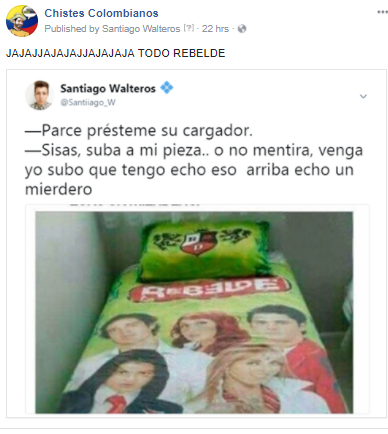 Chistes Colombianos
Published by Santiago Walteros [?] · 22 hrs ·
JAJAJJAJAJAJJAJAJAJA TODO REBELDE
Santiago Walteros
@Santiiago_W
—Parce présteme su cargador.
—Sisas, suba a mi pieza.. o no mentira, venga
yo subo que tengo echo eso arriba echo un
mierdero
R D
REBELDE